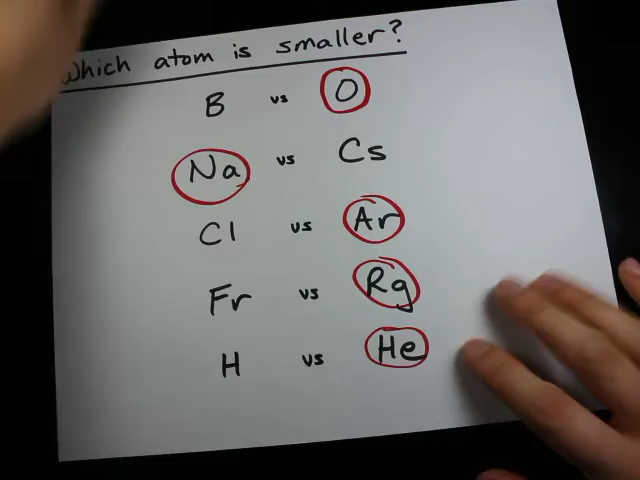 Which atom is smaller?
B vs O
Na vs Cs
Cl vs Ar
Fr vs Rg
H vs He